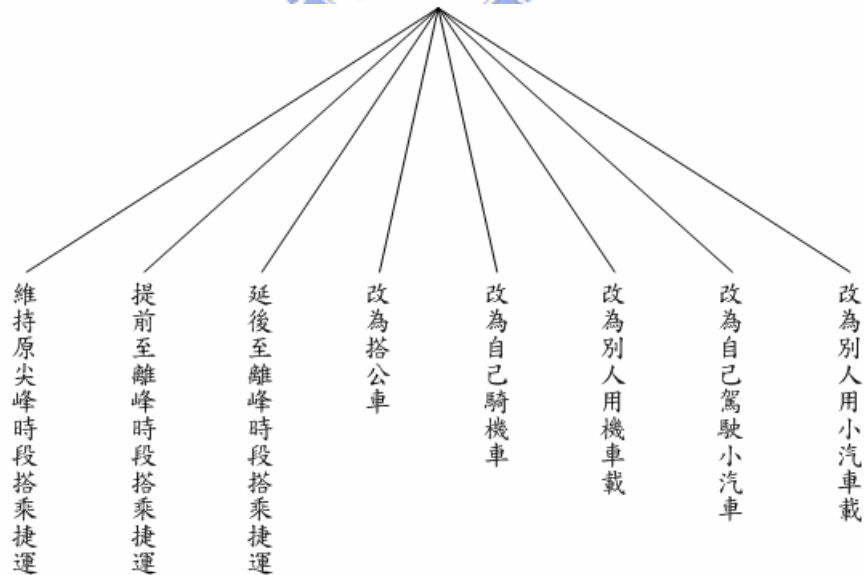 維持原尖峰時段搭乘捷運
提前至離峰時段搭乘捷運
延後至離峰時段搭乘捷運
改為搭公車
改為自己騎機車
改為別人用機車載
改為自己駕駛小汽車
改為別人用小汽車載